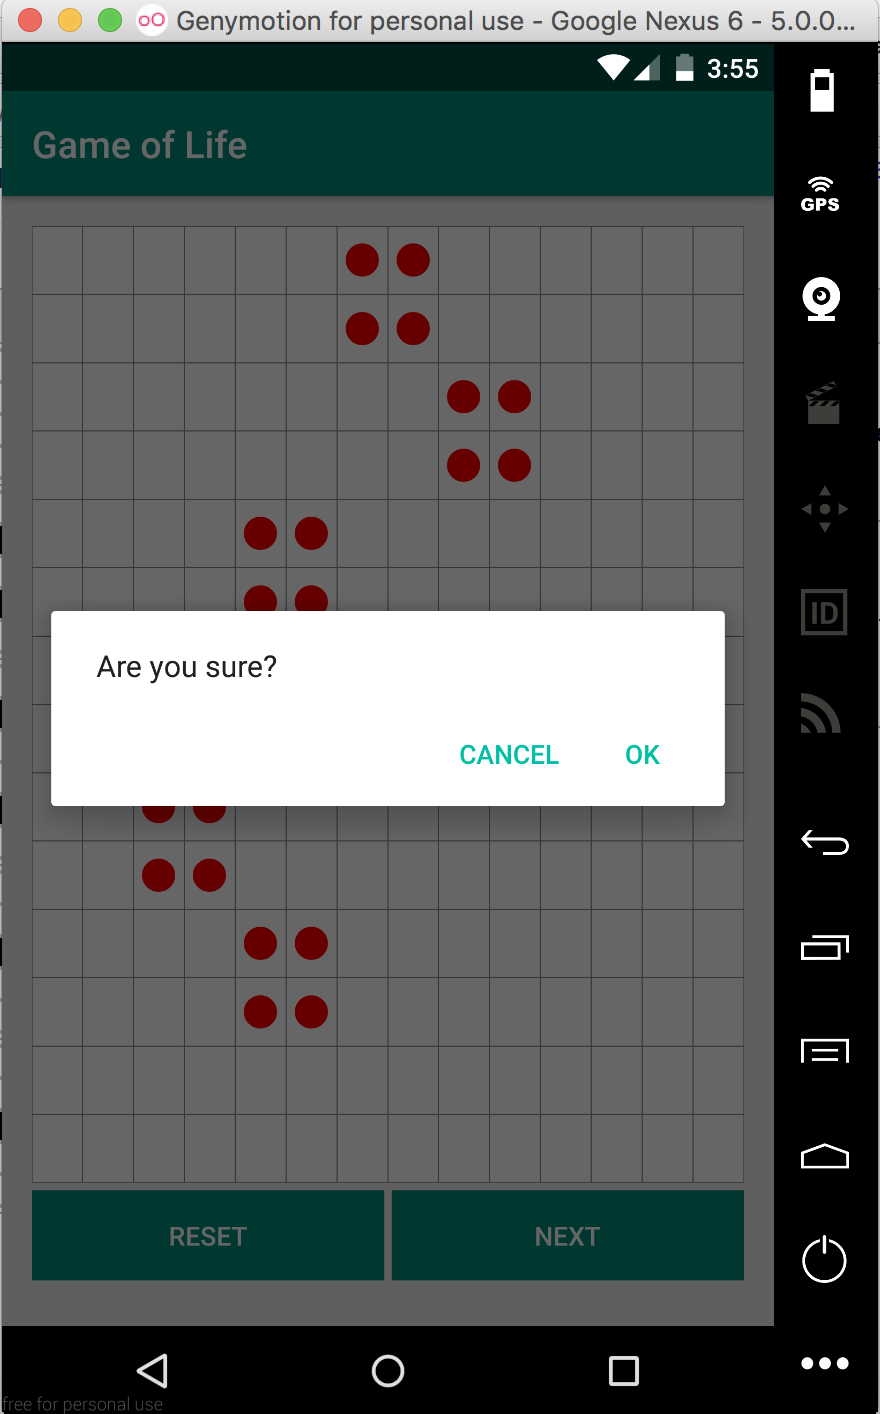 Genymotion for personal use - Google Nexus 6 - 5.0.0...
3:55
Game of Life
GPS
ID
Are you sure?
CANCEL OK
RESET NEXT
free for personal use